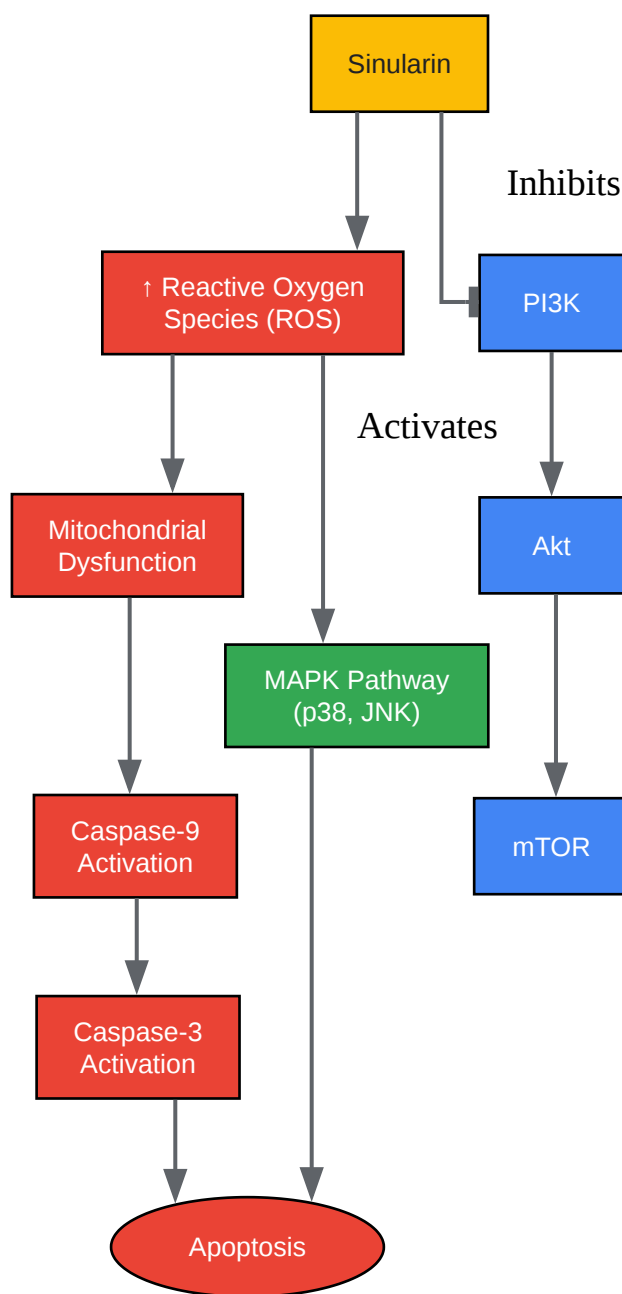 Sinularin
Inhibits
↑ Reactive Oxygen
Species (ROS)
PI3K
Activates
Mitochondrial
Dysfunction
Akt
MAPK Pathway
(p38, JNK)
Caspase-9
Activation
mTOR
Caspase-3
Activation
Apoptosis